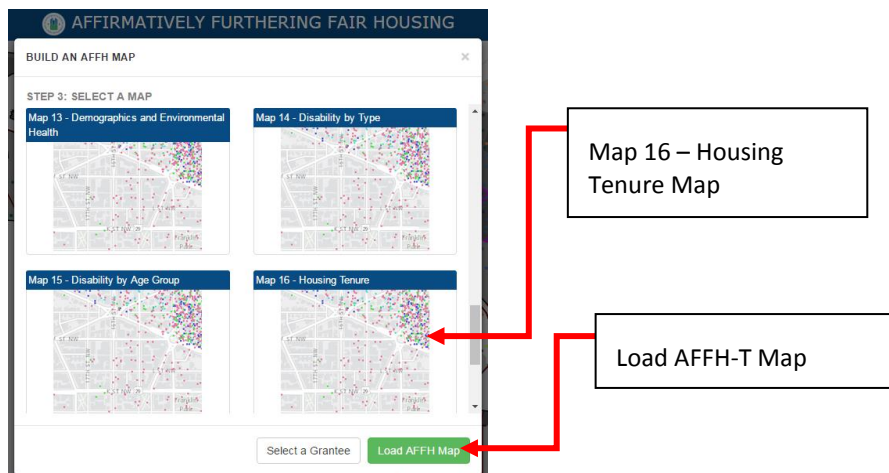 AFFIRMATIVELY FURTHERING FAIR HOUSING
BUILD AN AFFH MAP
×
STEP 3: SELECT A MAP
Map 13 - Demographics and Environmental
Health
Map 14 - Disability by Type
Map 15 - Disability by Age Group
Map 16 - Housing Tenure
Select a Grantee
Load AFFH Map
Map 16 – Housing
Tenure Map
Load AFFH-T Map